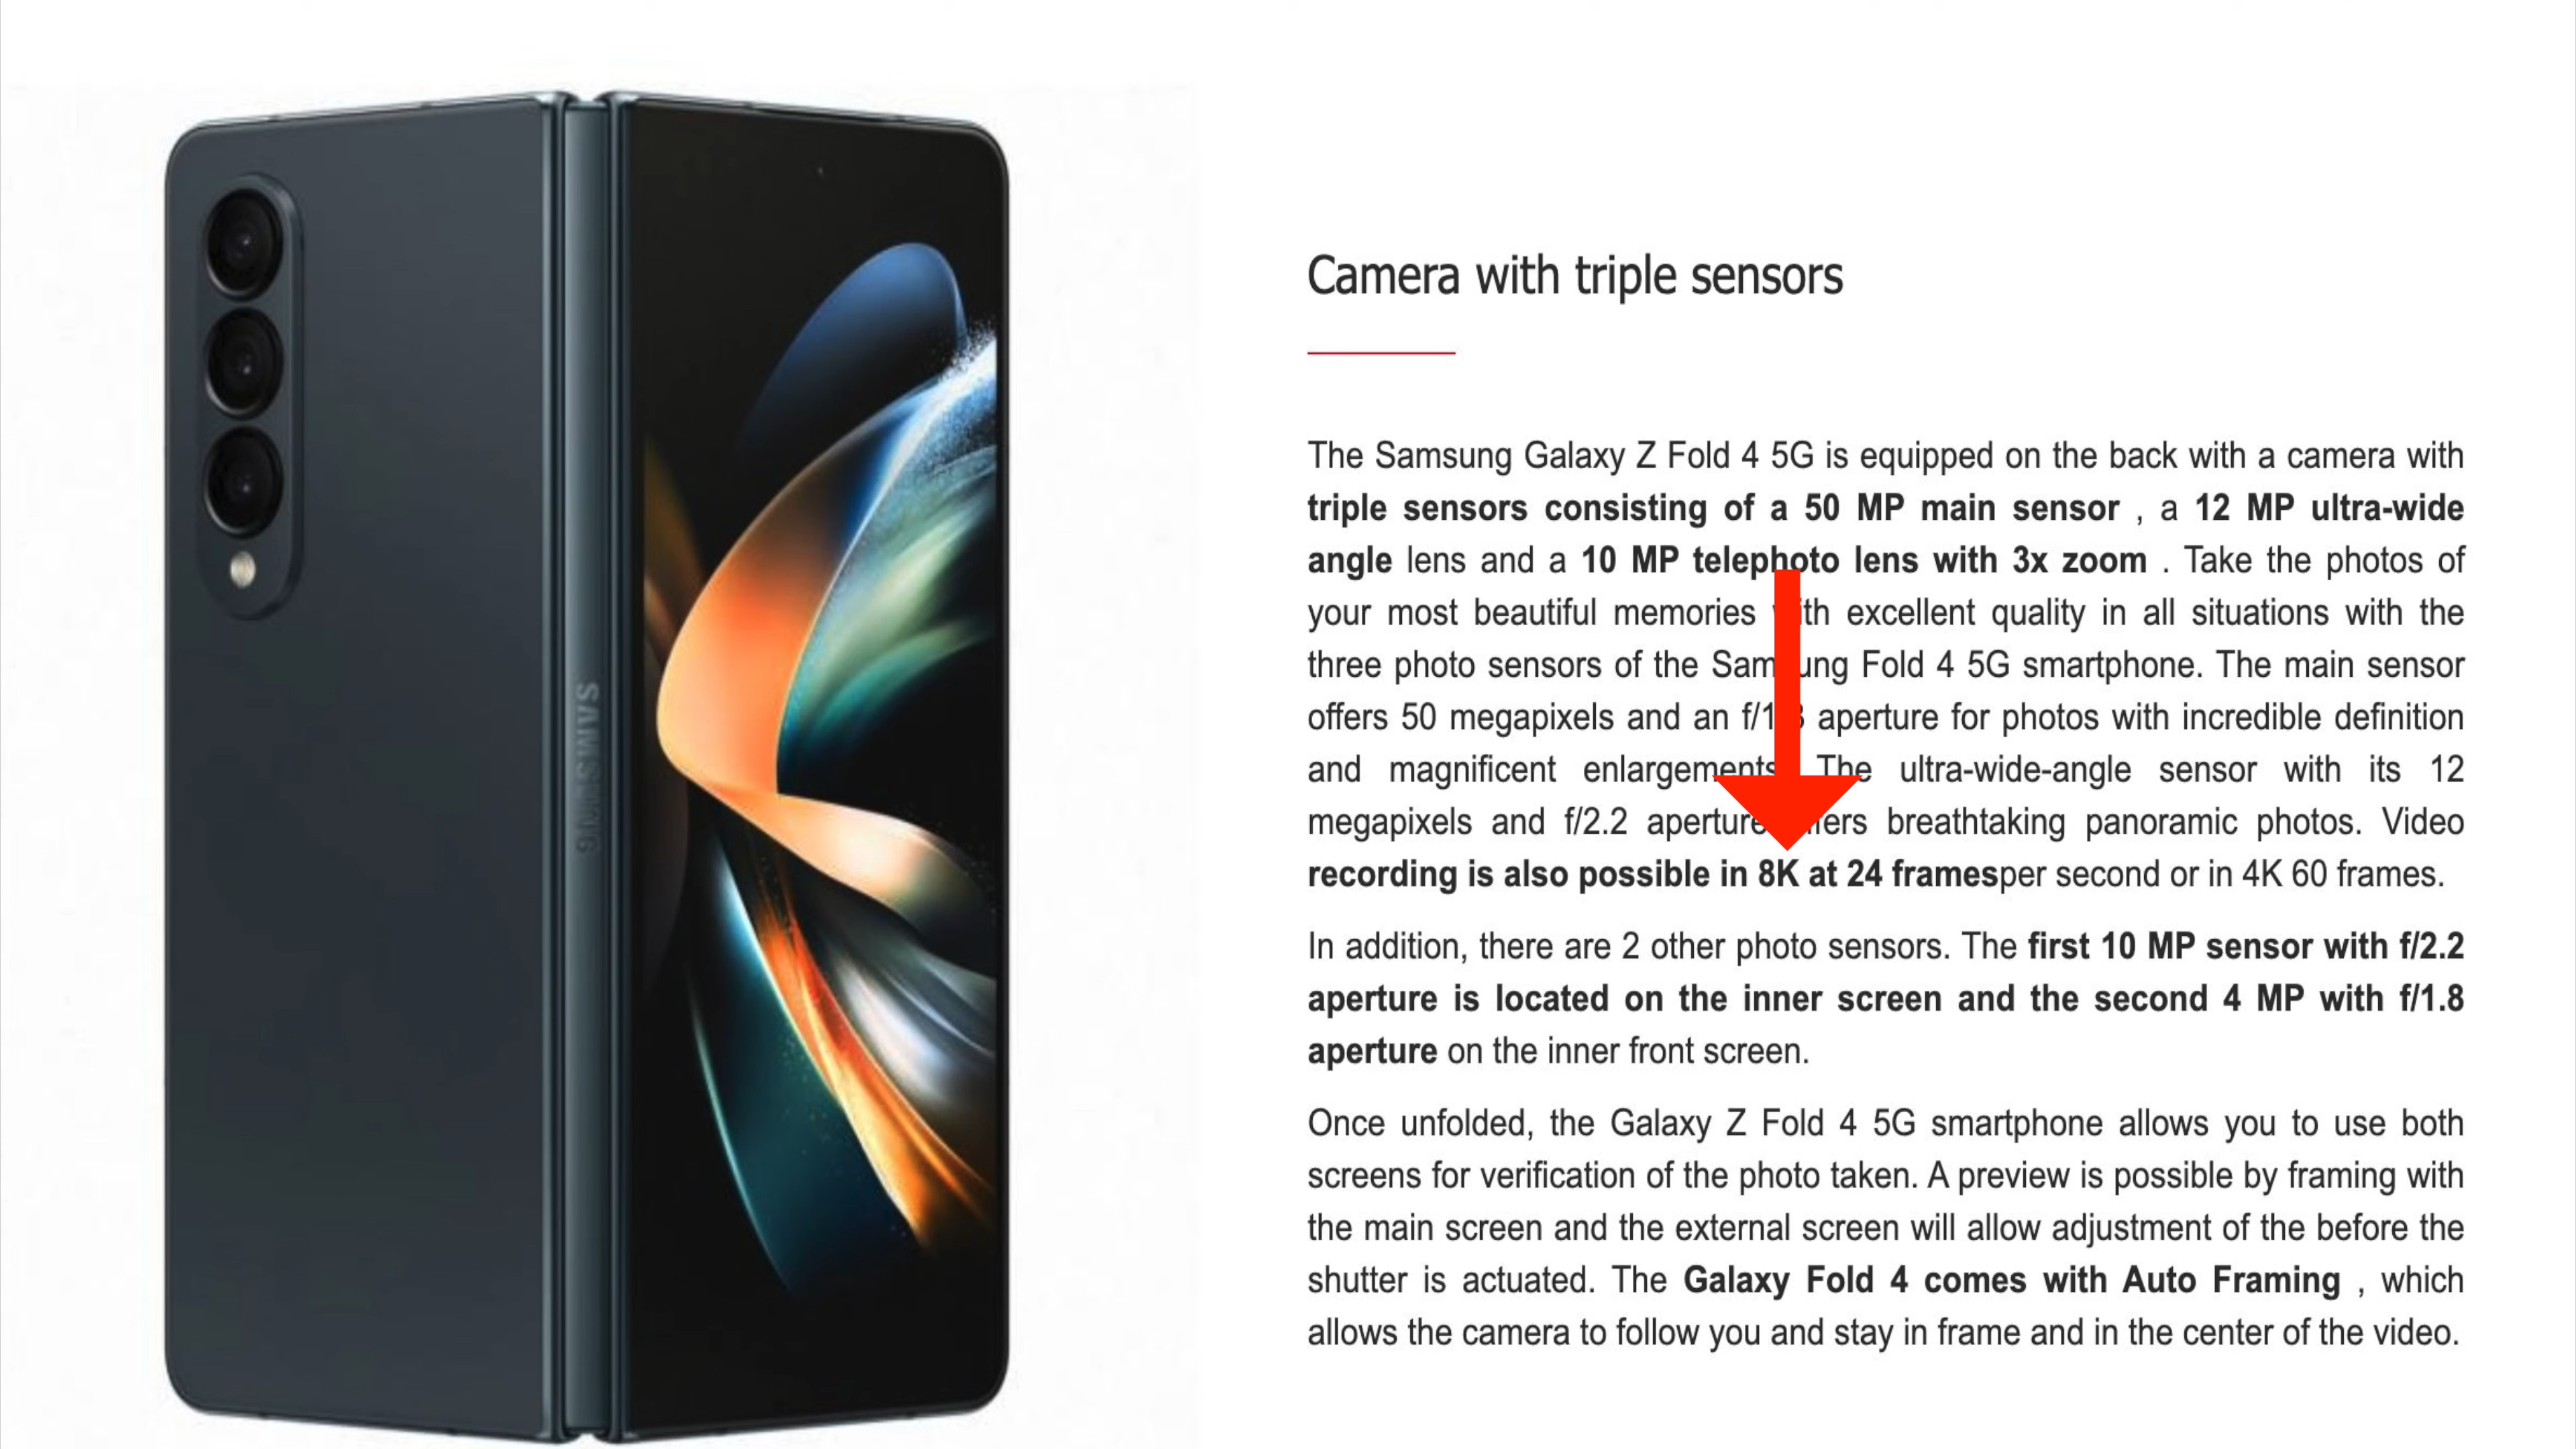 SAMSUNG
Camera with triple sensors
The Samsung Galaxy Z Fold 4 5G is equipped on the back with a camera with
triple sensors consisting of a 50 MP main sensor , a 12 MP ultra-wide
angle lens and a 10 MP telephoto lens with 3x zoom . Take the photos of
your most beautiful memories excellent quality in all situations with the
three photo sensors of the Samsung Fold 4 5G smartphone. The main sensor
offers 50 megapixels and an aperture for photos with incredible definition
and magnificent enlargements The ultra-wide-angle sensor with its 12
megapixels and f/2.2 aperture breathtaking panoramic photos. Video
recording is also possible in 8K at 24 framesper second or in 4K 60 frames.
In addition, there are 2 other photo sensors. The first 10 MP sensor with f/2.2
aperture is located on the inner screen and the second 4 MP with f/1.8
aperture on the inner front screen.
Once unfolded, the Galaxy Z Fold 4 5G smartphone allows you to use both
screens for verification of the photo taken. A preview is possible by framing with
the main screen and the external screen will allow adjustment of the before the
shutter is actuated. The Galaxy Fold 4 comes with Auto Framing , which
allows the camera to follow you and stay in frame and in the center of the video.